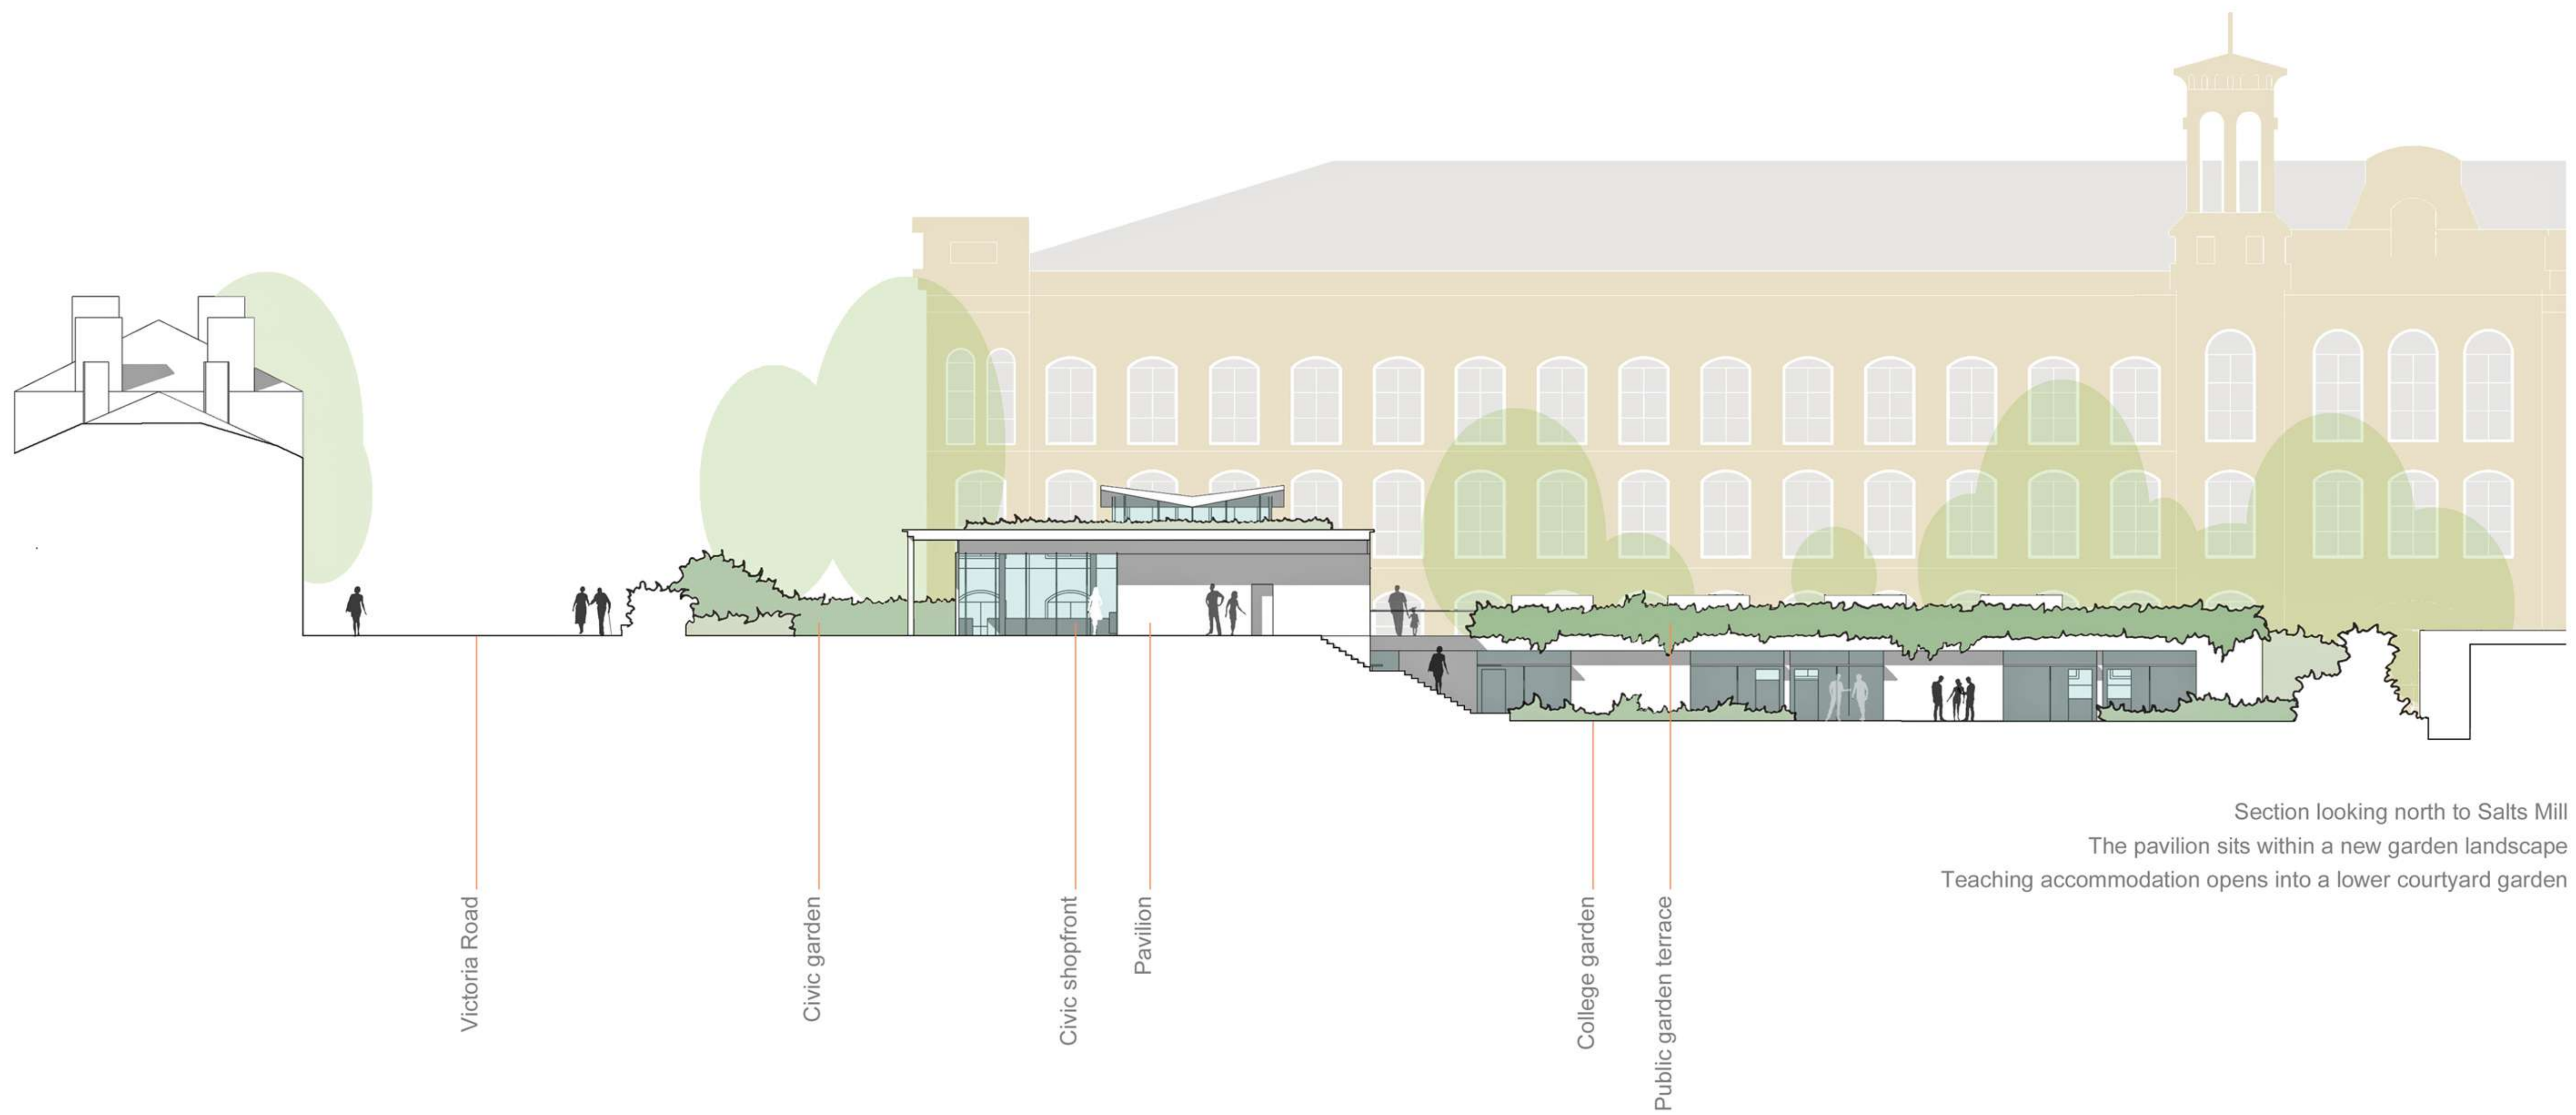 Section looking north to Salts Mill
The pavilion sits within a new garden landscape
Teaching accommodation opens into a lower courtyard garden
Victoria Road
Civic garden
Civic shopfront
Pavilion
College garden
Public garden terrace